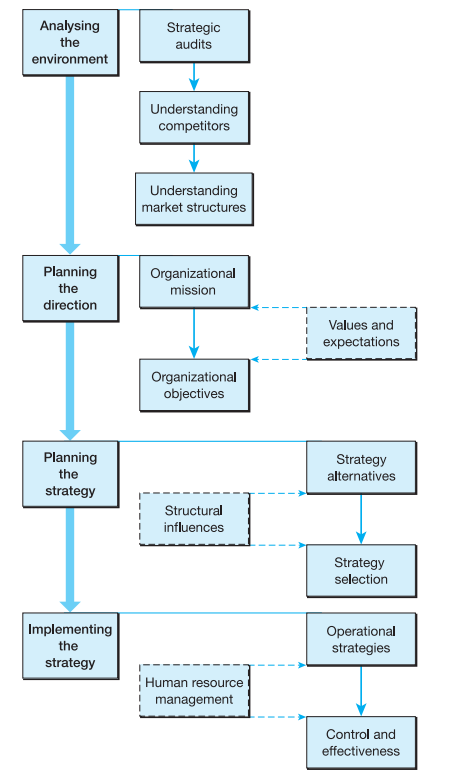 Analysing
the
environment
Strategic
audits
Understanding
competitors
Understanding
market structures
Planning
the
direction
Organizational
mission
Values and
expectations
Organizational
objectives
Planning
the
strategy
Strategy
alternatives
Structural
influences
Strategy
selection
Implementing
the
strategy
Operational
strategies
Human resource
management
Control and
effectiveness